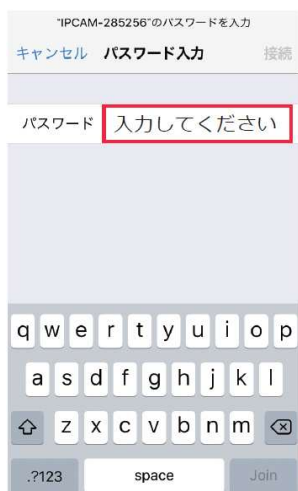 "IPCAM-285256"のパスワードを入力
キャンセル パスワード入力 接続
パスワード 入力してください
q w e r t y u i o p
a s d f g h j k l
z x c v b n m
.?123 space Join